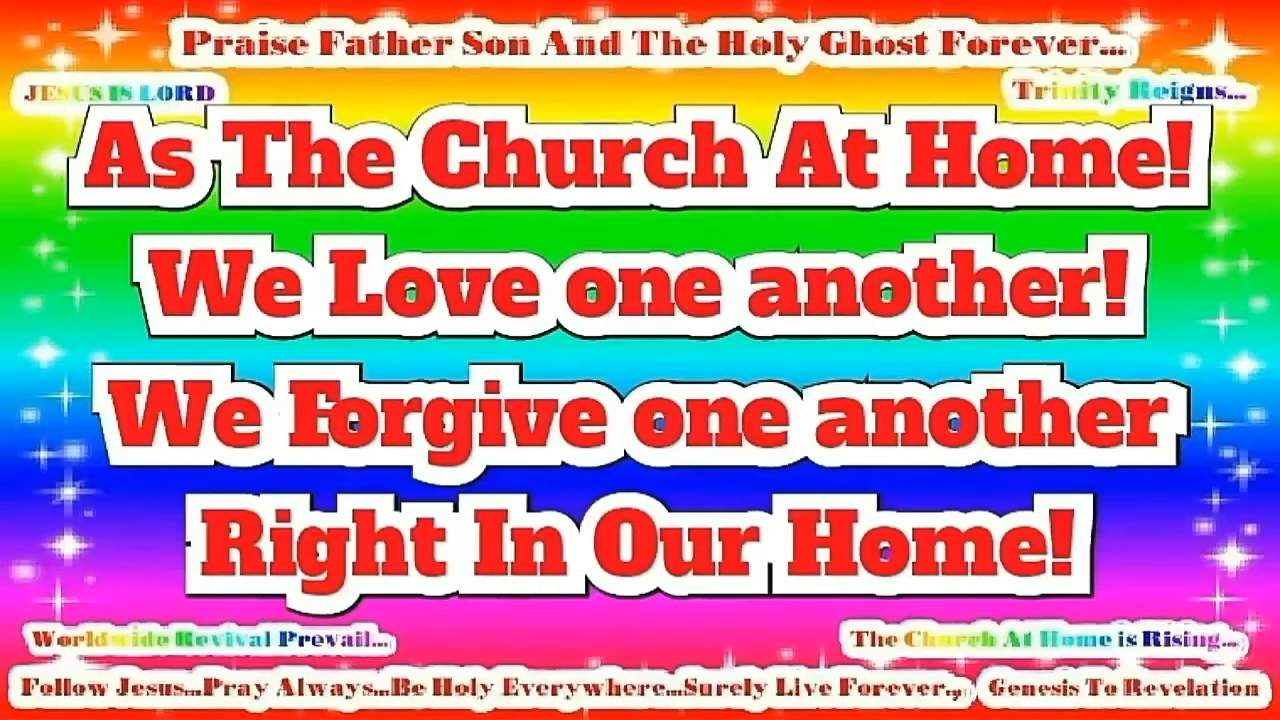 Praise Father Son And The Holy Ghost Forever...
JESUS IS LORD
Trinity Reigns...
As The Church At Home!
We Love one another!
We Forgive one another
Right In Our Home!
Worldwide Revival Prevail...
The Church At Home is Rising...
Follow Jesus...Pray Always...Be Holy Everywhere...Surely Live Forever.,,
Genesis To Revelation